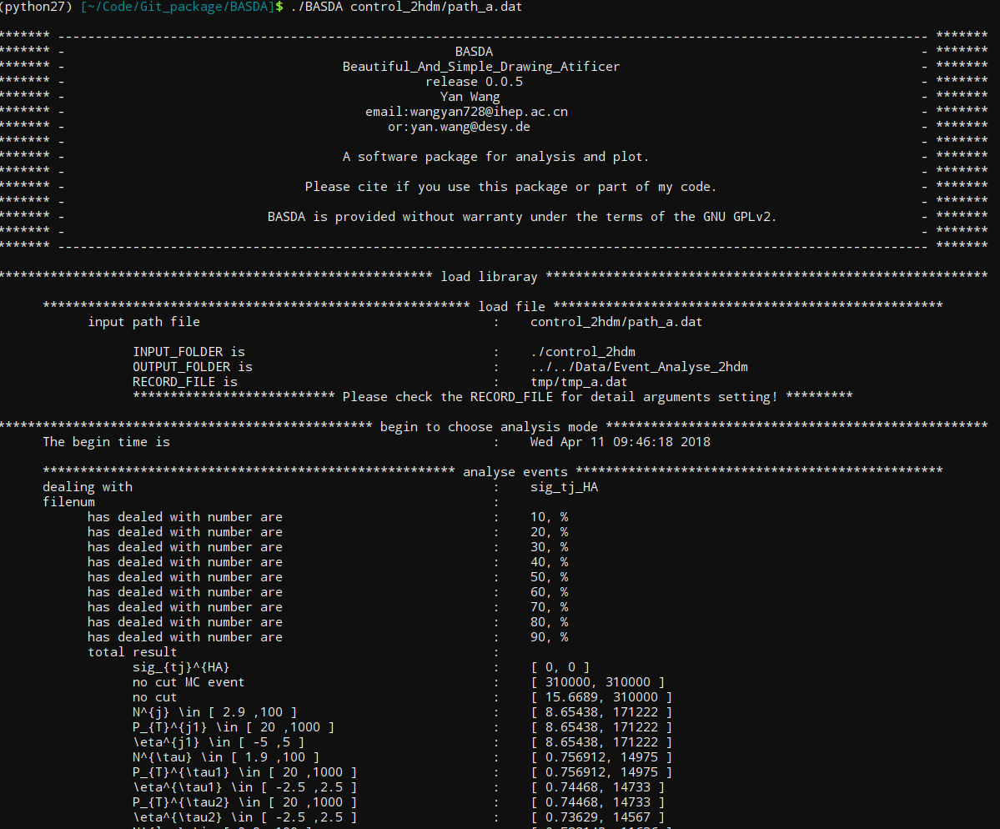 (python27) [~/Code/Git_package/BASDA]$ ./BASDA control_2hdm/path_a.dat
******* -------------------------------------------------------------------------------------------------------------------- *******
******* - BASDA - *******
******* - Beautiful_And_Simple_Drawing_Atificer - *******
******* - release 0.0.5 - *******
******* - Yan Wang - *******
******* - email:wangyan728@ihep.ac.cn - *******
******* - or:yan.wang@desy.de - *******
******* - - *******
******* - A software package for analysis and plot. - *******
******* - - *******
******* - Please cite if you use this package or part of my code. - *******
******* - - *******
******* - BASDA is provided without warranty under the terms of the GNU GPLv2. - *******
******* - - *******
******* -------------------------------------------------------------------------------------------------------------------- *******
********************************************************** load libraray ***********************************************************
********************************************************* load file ****************************************************
input path file : control_2hdm/path_a.dat
INPUT_FOLDER is : ./control_2hdm
OUTPUT_FOLDER is : ../../Data/Event_Analyse_2hdm
RECORD_FILE is : tmp/tmp_a.dat
*************************** Please check the RECORD_FILE for detail arguments setting! *********
************************************************** begin to choose analysis mode ***************************************************
The begin time is : Wed Apr 11 09:46:18 2018
******************************************************* analyse events *************************************************
dealing with : sig_tj_HA
filenum :
has dealed with number are : 10, %
has dealed with number are : 20, %
has dealed with number are : 30, %
has dealed with number are : 40, %
has dealed with number are : 50, %
has dealed with number are : 60, %
has dealed with number are : 70, %
has dealed with number are : 80, %
has dealed with number are : 90, %
total result :
sig_{tj}^{HA} : [ 0, 0 ]
no cut MC event : [ 310000, 310000 ]
no cut : [ 15.6689, 310000 ]
N^{j} \in [ 2.9 ,100 ] : [ 8.65438, 171222 ]
P_{T}^{j1} \in [ 20 ,1000 ] : [ 8.65438, 171222 ]
\eta^{j1} \in [ -5 ,5 ] : [ 8.65438, 171222 ]
N^{\tau} \in [ 1.9 ,100 ] : [ 0.756912, 14975 ]
P_{T}^{\tau1} \in [ 20 ,1000 ] : [ 0.756912, 14975 ]
\eta^{\tau1} \in [ -2.5 ,2.5 ] : [ 0.74468, 14733 ]
P_{T}^{\tau2} \in [ 20 ,1000 ] : [ 0.74468, 14733 ]
\eta^{\tau2} \in [ -2.5 ,2.5 ] : [ 0.73629, 14567 ]